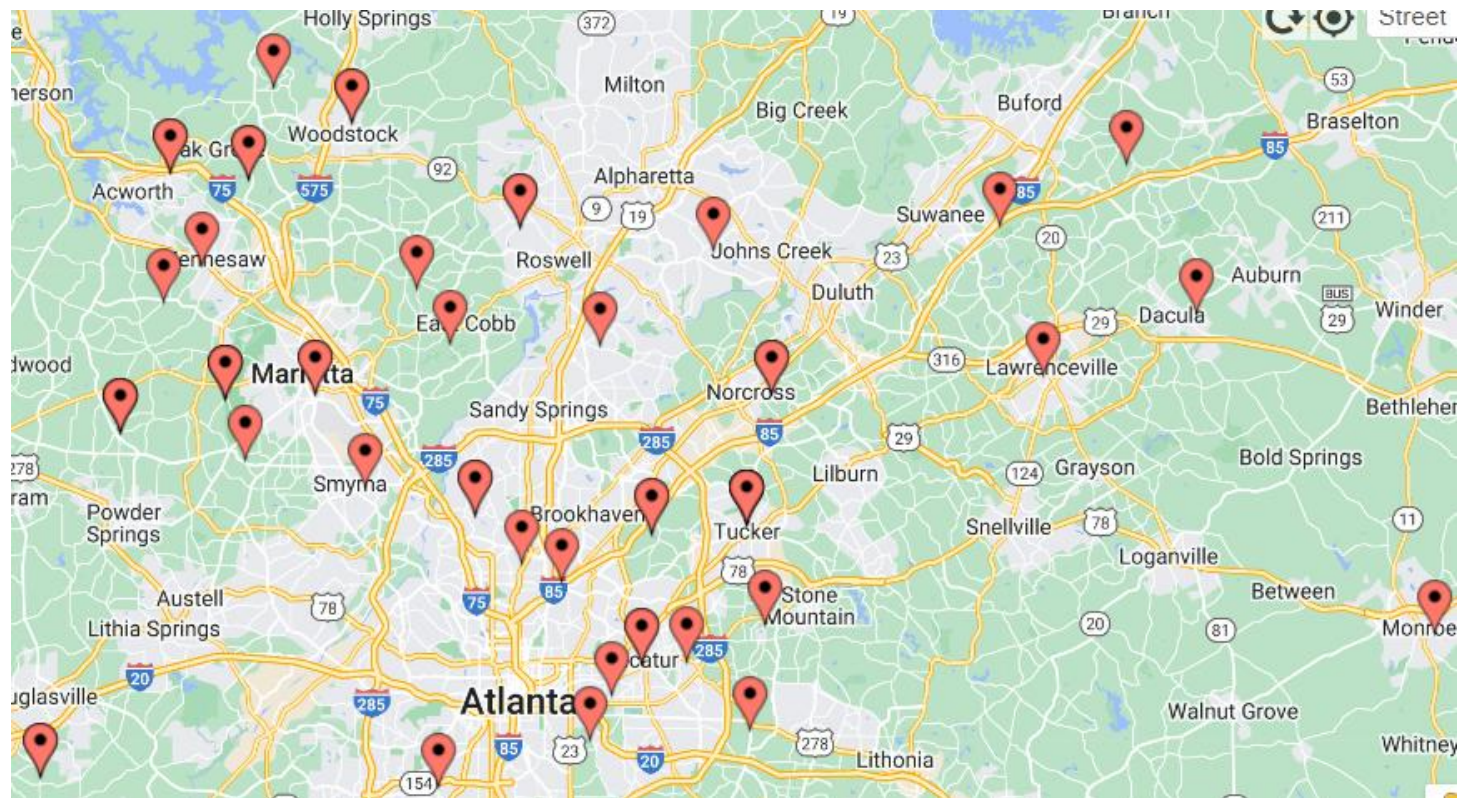 Holly Springs
372
19
Branch
Street
Milton
53
Big Creek
Buford
Braselton
Woodstock
85
92
Alpharetta
Acworth
75
575
85
9
19
Suwanee
211
20
Johns Creek
Roswell
23
Auburn
Duluth
BUS
29
Winder
Dacula
29
East Cobb
316
Lawrenceville
Marietta
75
Norcross
Bethleher
Sandy Springs
85
285
29
285
Bold Springs
124
Grayson
278
Lilburn
Smyrna
ram
Powder
Springs
Brookhaven
11
Snellville
78
Tucker
Loganville
78
85
Between
Austell
75
78
Stone
Mountain
20
81
Monroe
Lithia Springs
285
catur
20
uglasville
Atlanta
285
Walnut Grove
278
Whitney
85
23
20
Lithonia
154